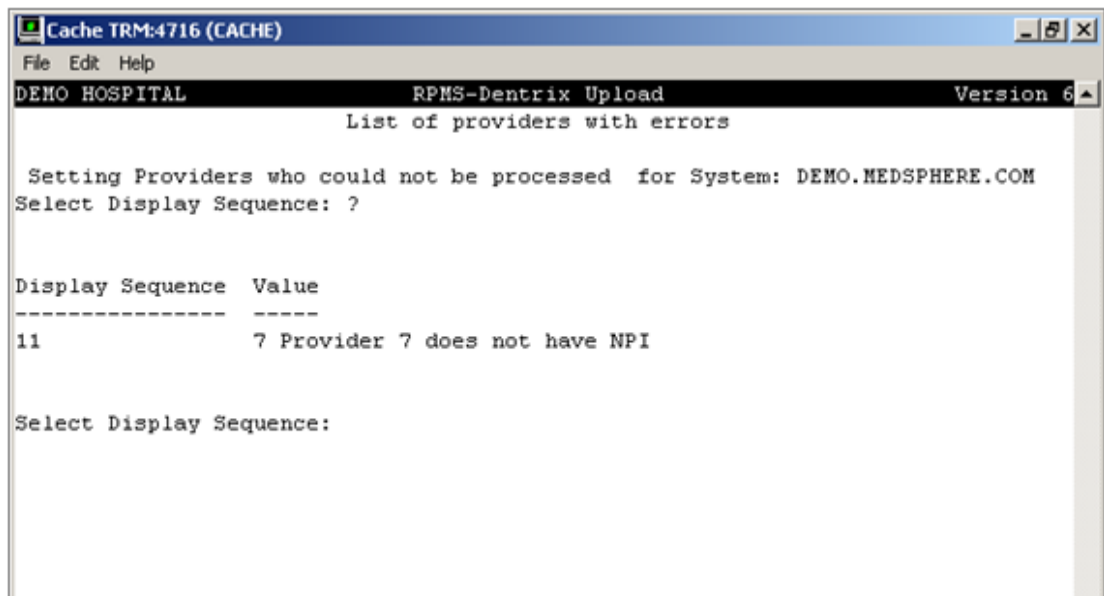 Cache TRM:4716 (CACHE)
File Edit Help
DEMO HOSPITAL RPMS-Dentrix Upload Version 6
List of providers with errors
Setting Providers who could not be processed for System: DEMO.MEDSPHERE.COM
Select Display Sequence: ?
Display Sequence Value
---------------- -----
11 7 Provider 7 does not have NPI
Select Display Sequence: